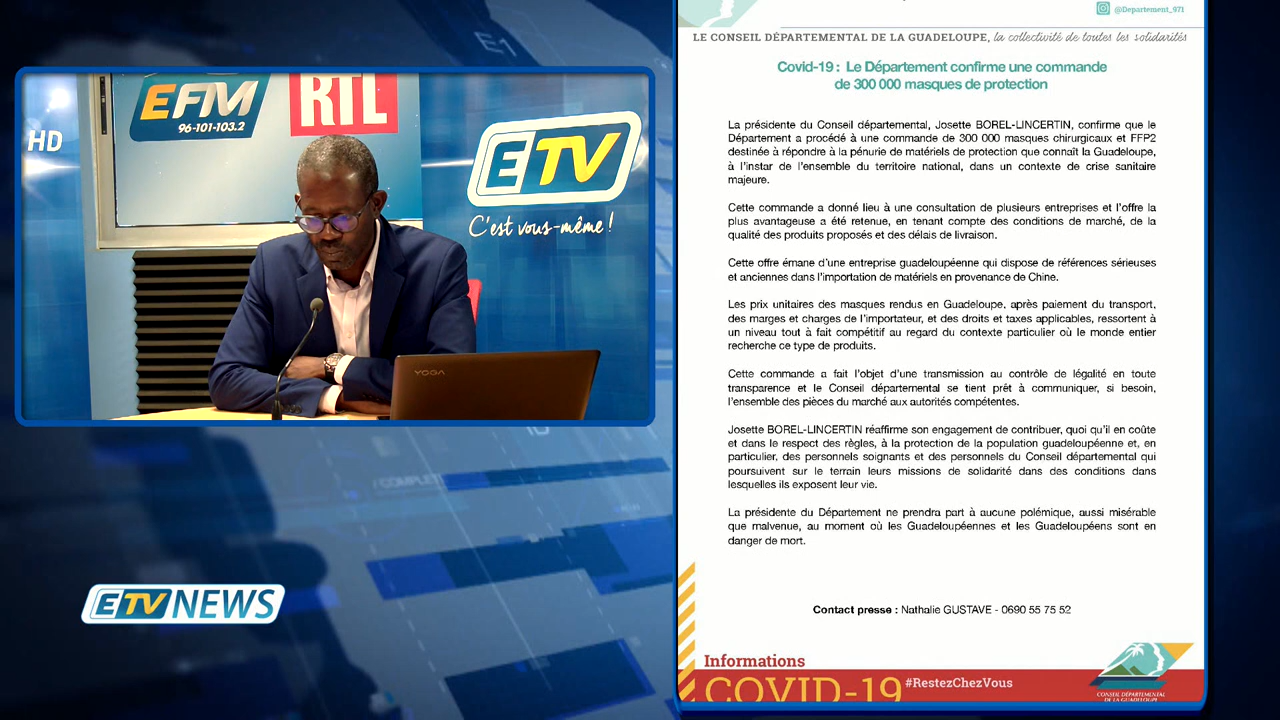 HD
EFM
96-101-103.2
RTL
ETV
C'est vous-même !
YOGA
ETV NEWS
@Departement_971
LE CONSEIL DÉPARTEMENTAL DE LA GUADELOUPE, la collectivité de toutes les solidarités
Covid-19 : Le Département confirme une commande
de 300 000 masques de protection
La présidente du Conseil départemental, Josette BOREL-LINCERTIN, confirme que le
Département a procédé à une commande de 300 000 masques chirurgicaux et FFP2
destinée à répondre à la pénurie de matériels de protection que connaît la Guadeloupe,
à l'instar de l'ensemble du territoire national, dans un contexte de crise sanitaire
majeure.
Cette commande a donné lieu à une consultation de plusieurs entreprises et l'offre la
plus avantageuse a été retenue, en tenant compte des conditions de marché, de la
qualité des produits proposés et des délais de livraison.
Cette offre émane d'une entreprise guadeloupéenne qui dispose de références sérieuses
et anciennes dans l'importation de matériels en provenance de Chine.
Les prix unitaires des masques rendus en Guadeloupe, après paiement du transport,
des marges et charges de l'importateur, et des droits et taxes applicables, ressortent à
un niveau tout à fait compétitif au regard du contexte particulier où le monde entier
recherche ce type de produits.
Cette commande a fait l'objet d'une transmission au contrôle de légalité en toute
transparence et le Conseil départemental se tient prêt à communiquer, si besoin,
l'ensemble des pièces du marché aux autorités compétentes.
Josette BOREL-LINCERTIN réaffirme son engagement de contribuer, quoi qu'il en coûte
et dans le respect des règles, à la protection de la population guadeloupéenne et, en
particulier, des personnels soignants et des personnels du Conseil départemental qui
poursuivent sur le terrain leurs missions de solidarité dans des conditions dans
lesquelles ils exposent leur vie.
La présidente du Département ne prendra part à aucune polémique, aussi misérable
que malvenue, au moment où les Guadeloupéennes et les Guadeloupéens sont en
danger de mort.
Contact presse : Nathalie GUSTAVE - 0690 55 75 52
Informations
COVID-19
#RestezChezVous
CONSEIL DÉPARTEMENTAL
DE LA GUADELOUPE